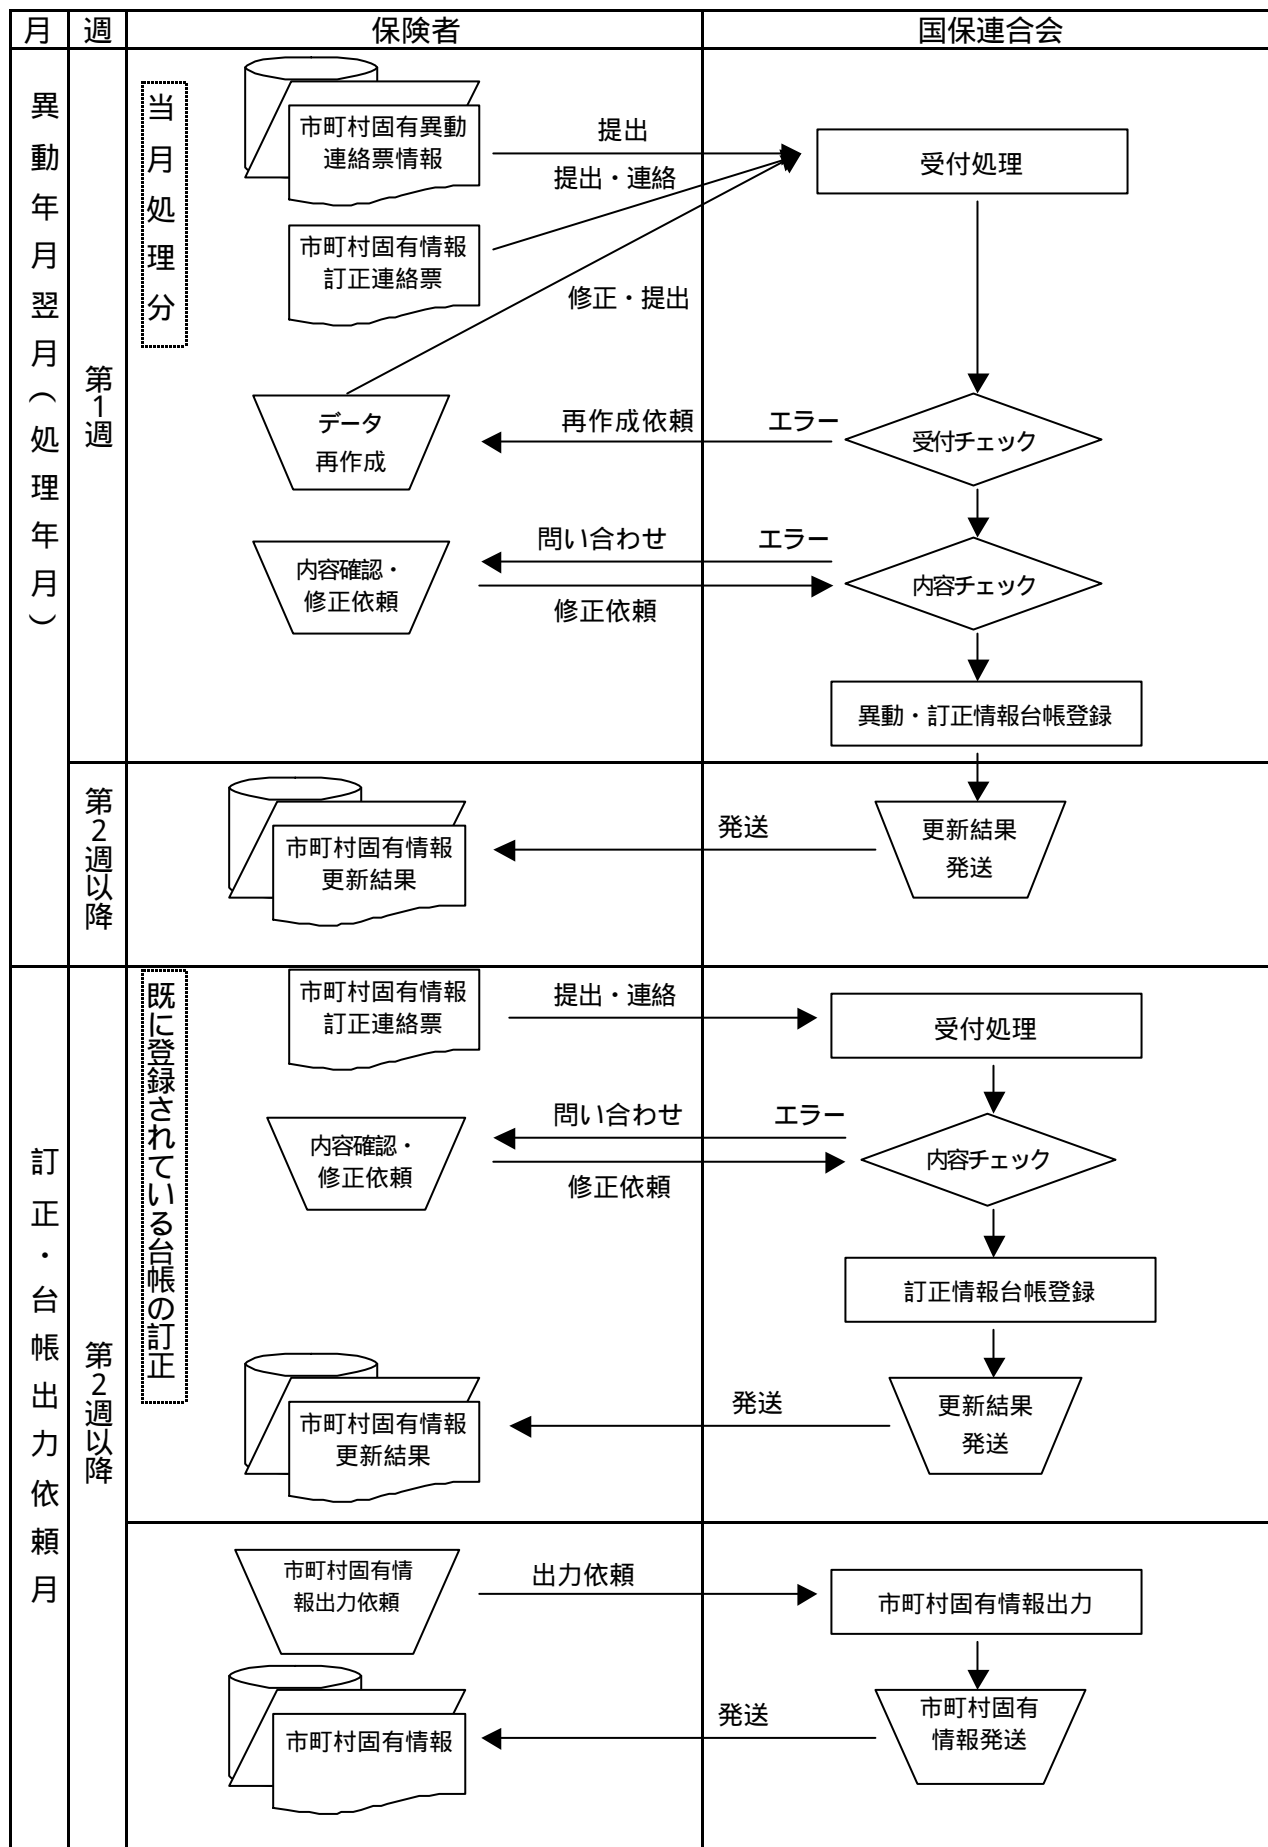 月
週
保険者
国保連合会
異動年月翌月(処理年月)
第1週
当月処理分
市町村固有異動
連絡票情報
提出
受付処理
提出・連絡
市町村固有情報
訂正連絡票
修正・提出
データ
再作成
再作成依頼
エラー
受付チェック
内容確認・
修正依頼
問い合わせ
エラー
修正依頼
内容チェック
異動・訂正情報台帳登録
第2週以降
市町村固有情報
更新結果
発送
更新結果
発送
訂正・台帳出力依頼月
第2週以降
既に登録されている台帳の訂正
市町村固有情報
訂正連絡票
提出・連絡
受付処理
内容確認・
修正依頼
問い合わせ
エラー
修正依頼
内容チェック
訂正情報台帳登録
市町村固有情報
更新結果
発送
更新結果
発送
市町村固有情
報出力依頼
出力依頼
市町村固有情報出力
市町村固有情報
発送
市町村固有
情報発送